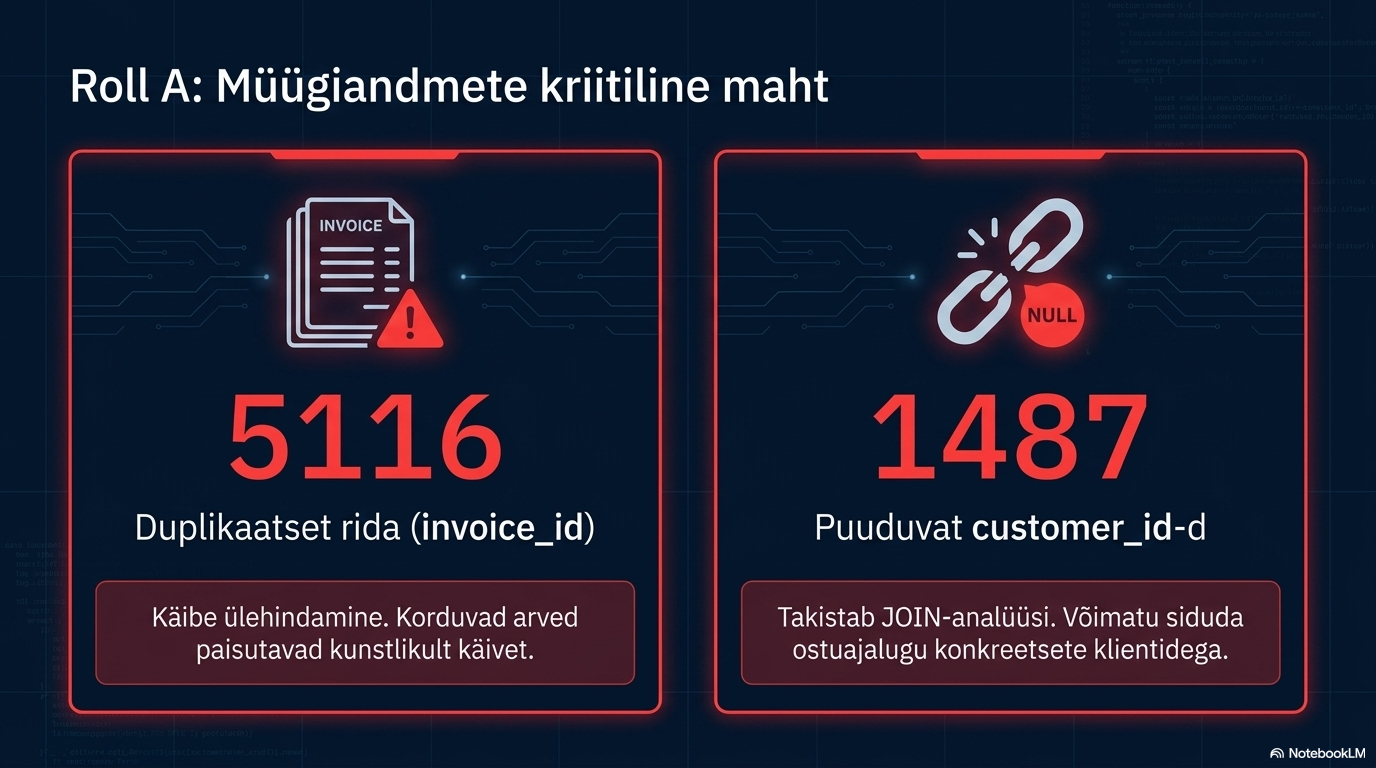 Roll A: Müügiandmete kriitiline maht
INVOICE
!
5116
Duplikaatset rida (invoice_id)
Käibe ülehindamine. Korduvad arved
paisutavad kunstlikult käivet.
NULL
1487
Puuduvat customer_id-d
Takistab JOIN-analüüsi. Võimatu siduda
ostuajalugu konkreetsete klientidega.
NotebookLM